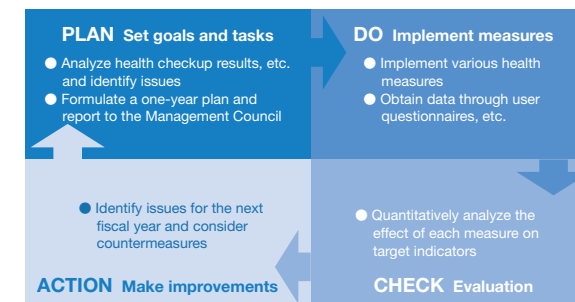 PLAN Set goals and tasks
● Analyze health checkup results, etc.
and identify issues
● Formulate a one-year plan and
report to the Management Council
DO Implement measures
● Implement various health
measures
● Obtain data through user
questionnaires, etc.
● Identify issues for the next
fiscal year and consider
countermeasures
ACTION Make improvements
● Quantitatively analyze the
effect of each measure on
target indicators
CHECK Evaluation